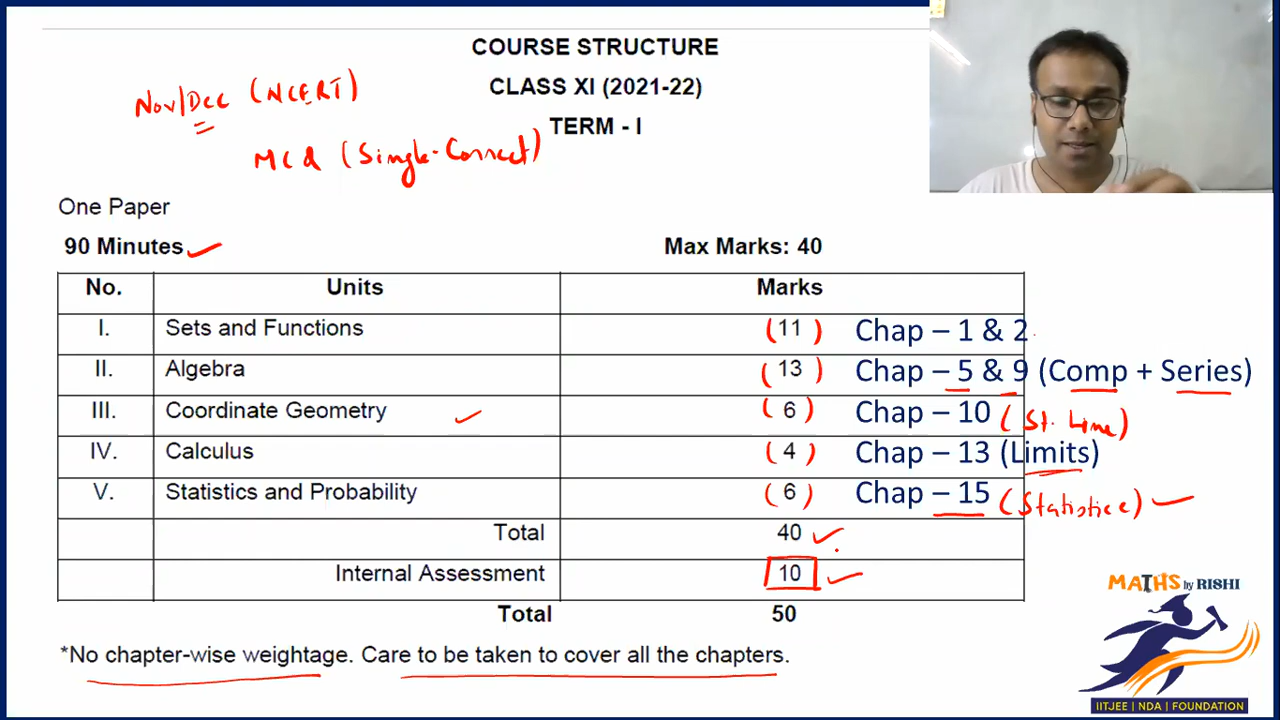 COURSE STRUCTURE
CLASS XI (2021-22)
TERM - I
Nov/Dec (NCERT)
MCQ (Single-Correct)
One Paper
90 Minutes Max Marks: 40
No. Units Marks
I. Sets and Functions (11) Chap – 1 & 2
II. Algebra (13) Chap – 5 & 9 (Comp + Series)
III. Coordinate Geometry (6) Chap – 10 (St. Line)
IV. Calculus (4) Chap – 13 (Limits)
V. Statistics and Probability (6) Chap – 15 (Statistics)
Total 40
Internal Assessment 10
Total 50
*No chapter-wise weightage. Care to be taken to cover all the chapters.
MATHS by RISHI
IITJEE | NDA | FOUNDATION